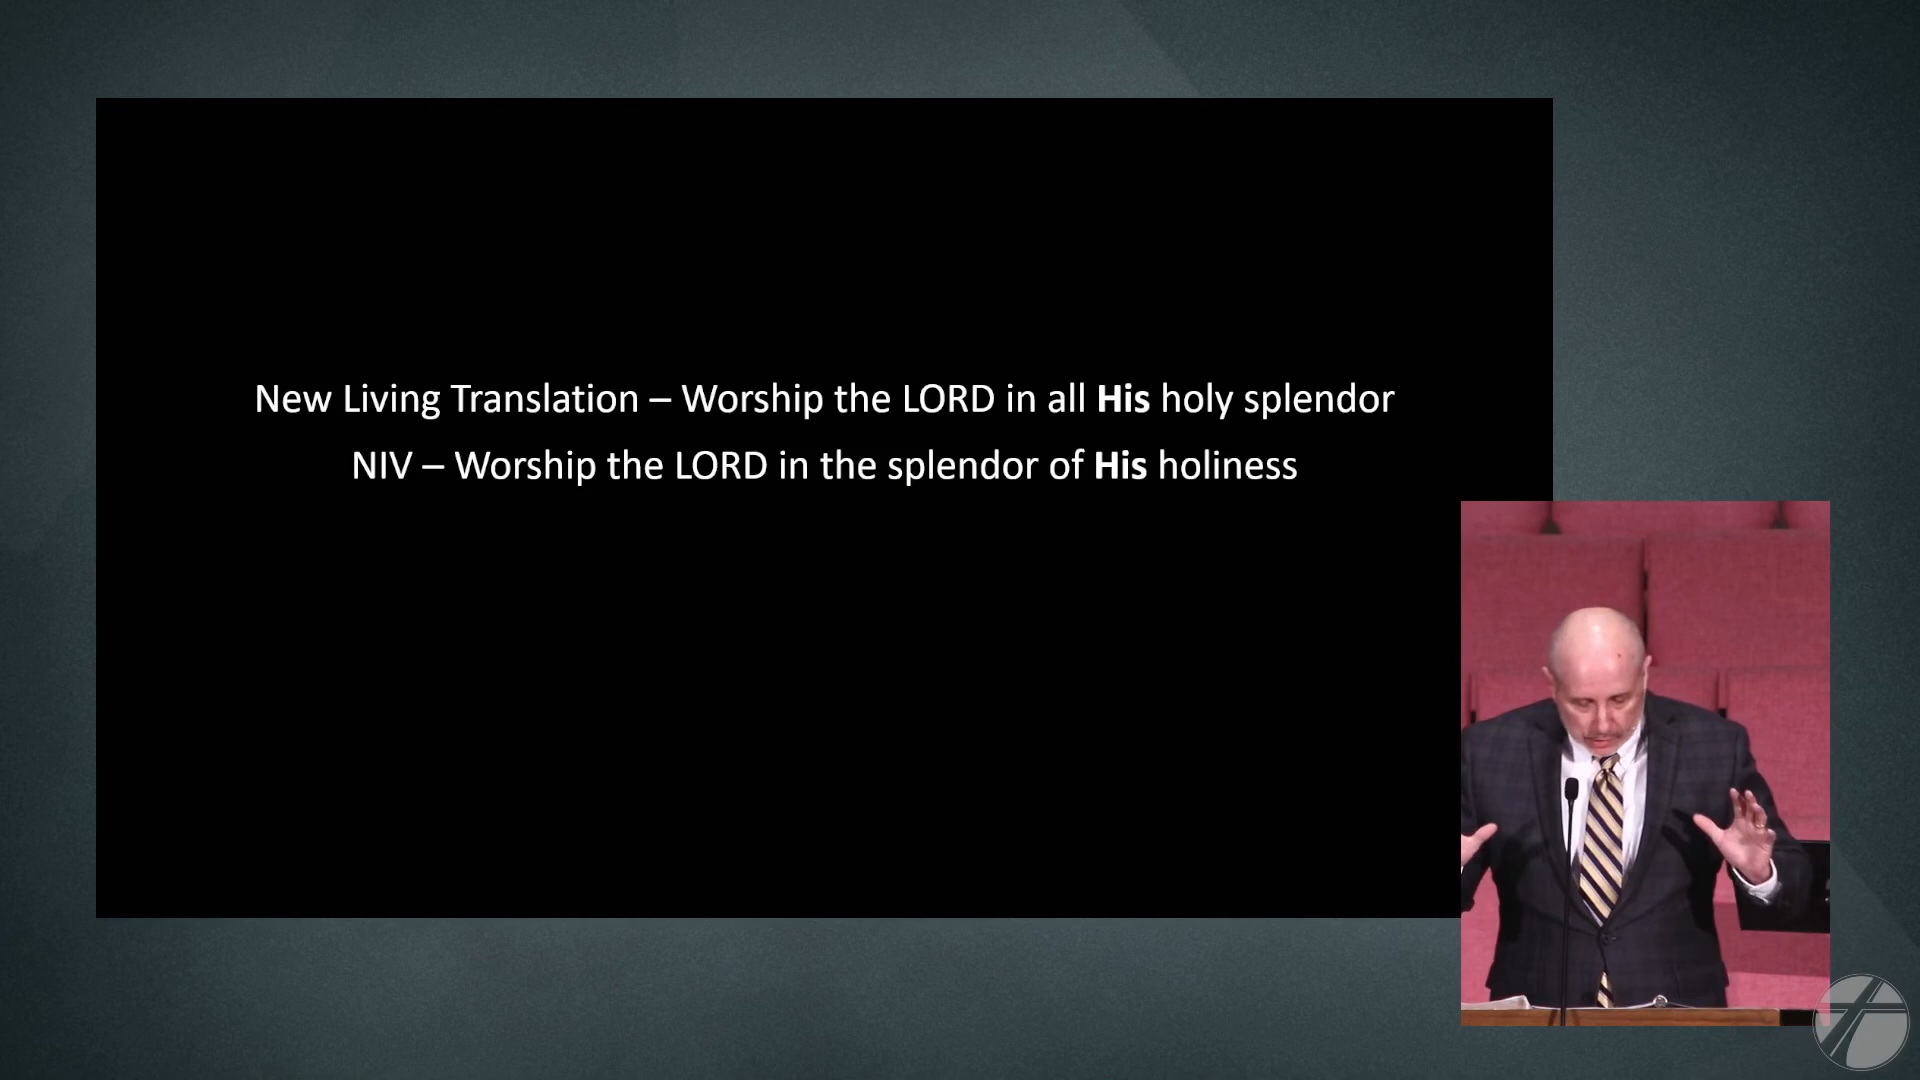 New Living Translation – Worship the LORD in all His holy splendor
NIV – Worship the LORD in the splendor of His holiness